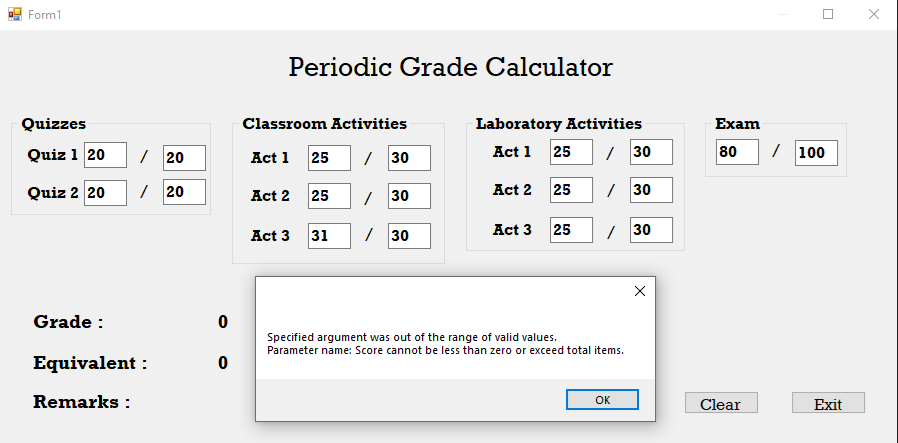 Form1
Periodic Grade Calculator
Quizzes
Quiz 1 20 / 20
Quiz 2 20 / 20
Classroom Activities
Act 1 25 / 30
Act 2 25 / 30
Act 3 31 / 30
Laboratory Activities
Act 1 25 / 30
Act 2 25 / 30
Act 3 25 / 30
Exam
80 / 100
Grade : 0
Equivalent : 0
Remarks :
Specified argument was out of the range of valid values.
Parameter name: Score cannot be less than zero or exceed total items.
OK
Clear
Exit